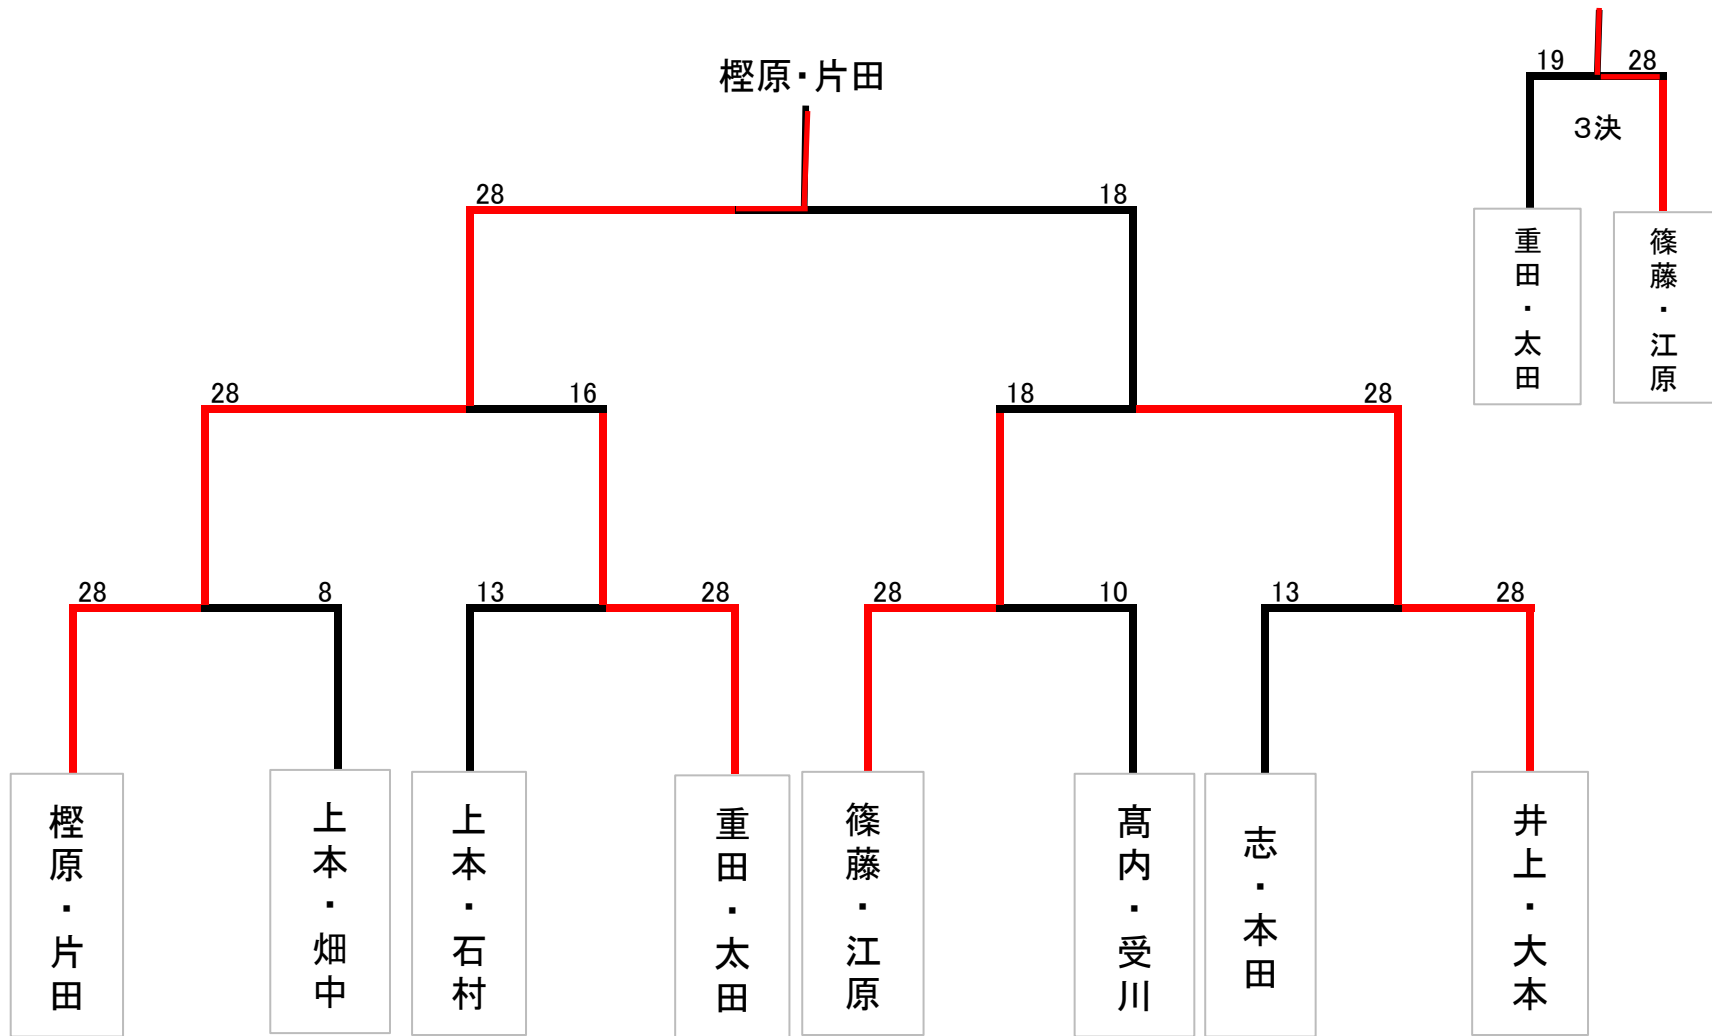 樫原・片田
19 28
3決
重田・太田
篠藤・江原
28 18
28 16 18 28
28 8 13 28 28 10 13 28
樫原・片田
上本・畑中
上本・石村
重田・太田
篠藤・江原
髙内・受川
志・本田
井上・大本